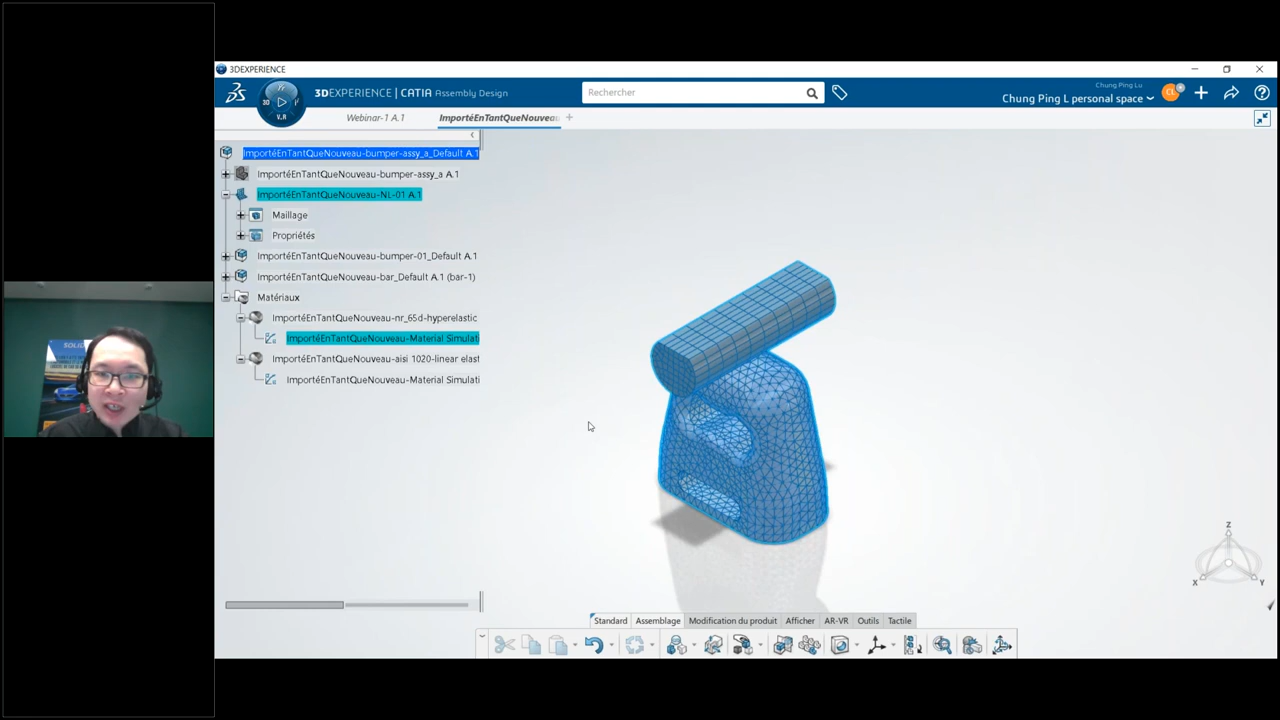 3DEXPERIENCE
3DEXPERIENCE | CATIA Assembly Design
Rechercher
Chung Ping Lu
Chung Ping L personal space
CL
3D
V.R
Webinar-1 A.1
ImportéEnTantQueNouveau
ImportéEnTantQueNouveau-bumper-assy_a_Default A.1
ImportéEnTantQueNouveau-bumper-assy_a A.1
ImportéEnTantQueNouveau-NL-01 A.1
Maillage
Propriétés
ImportéEnTantQueNouveau-bumper-01_Default A.1
ImportéEnTantQueNouveau-bar_Default A.1 (bar-1)
Matériaux
ImportéEnTantQueNouveau-nr_65d-hyperelastic
ImportéEnTantQueNouveau-Material Simulati
ImportéEnTantQueNouveau-aisi 1020-linear elast
ImportéEnTantQueNouveau-Material Simulati
SOLID
Z
X
Y
Standard Assemblage Modification du produit Afficher AR-VR Outils Tactile